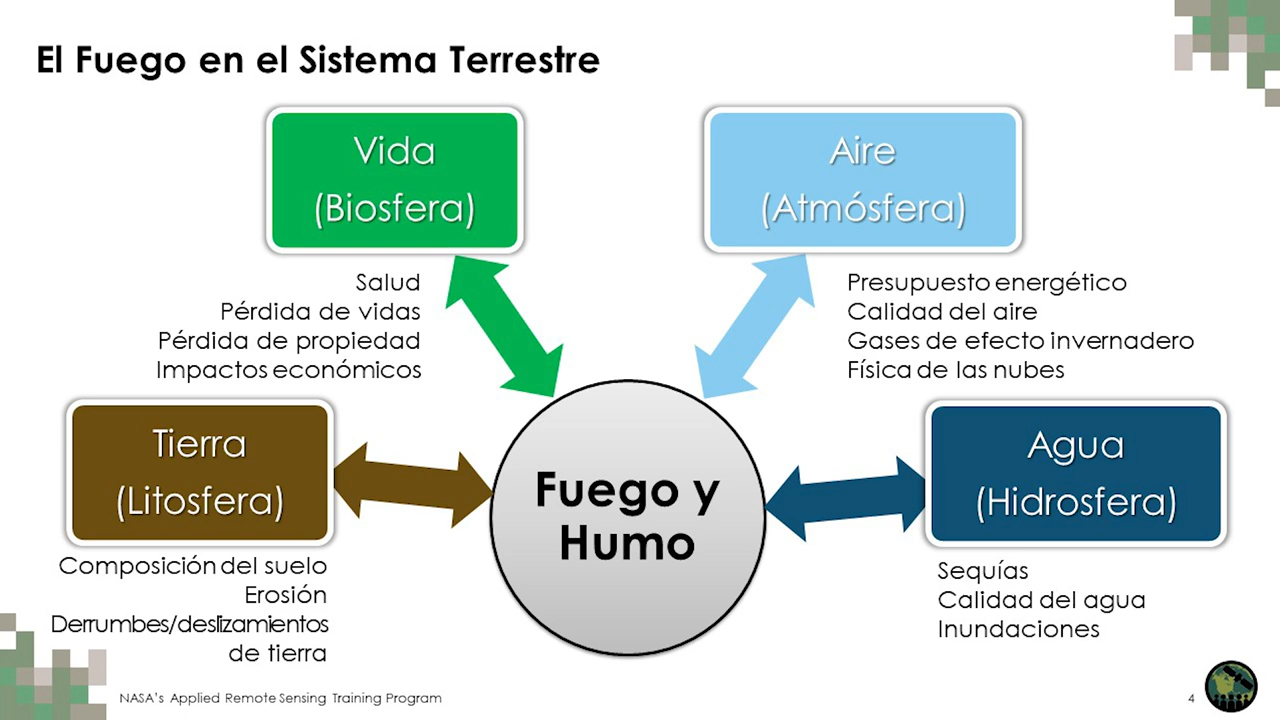 El Fuego en el Sistema Terrestre
Vida
(Biosfera)
Aire
(Atmósfera)
Salud
Pérdida de vidas
Pérdida de propiedad
Impactos económicos
Presupuesto energético
Calidad del aire
Gases de efecto invernadero
Física de las nubes
Tierra
(Litosfera)
Fuego y
Humo
Agua
(Hidrosfera)
Composición del suelo
Erosión
Derrumbes/deslizamientos
de tierra
Sequías
Calidad del agua
Inundaciones
NASA's Applied Remote Sensing Training Program
4